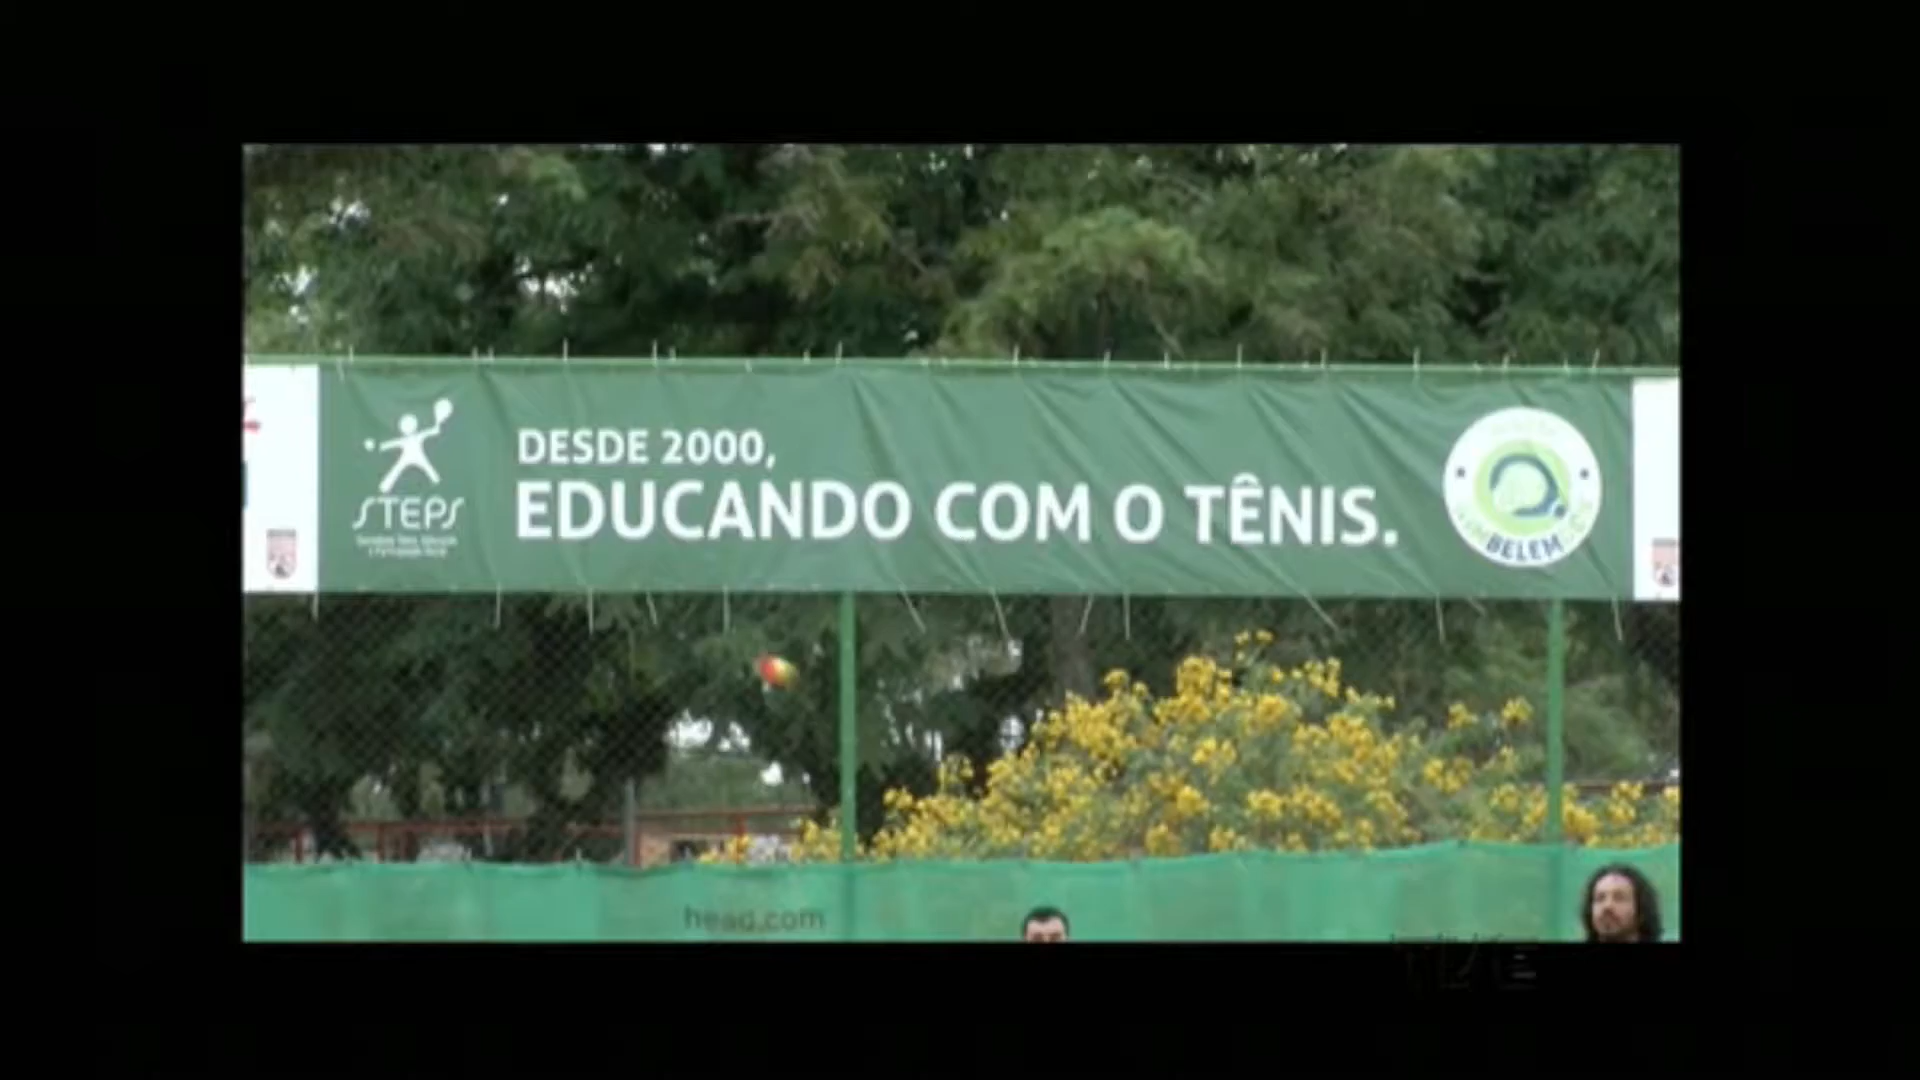 DESDE 2000,
EDUCANDO COM O TÊNIS.
STEPS
BELEM
head.com